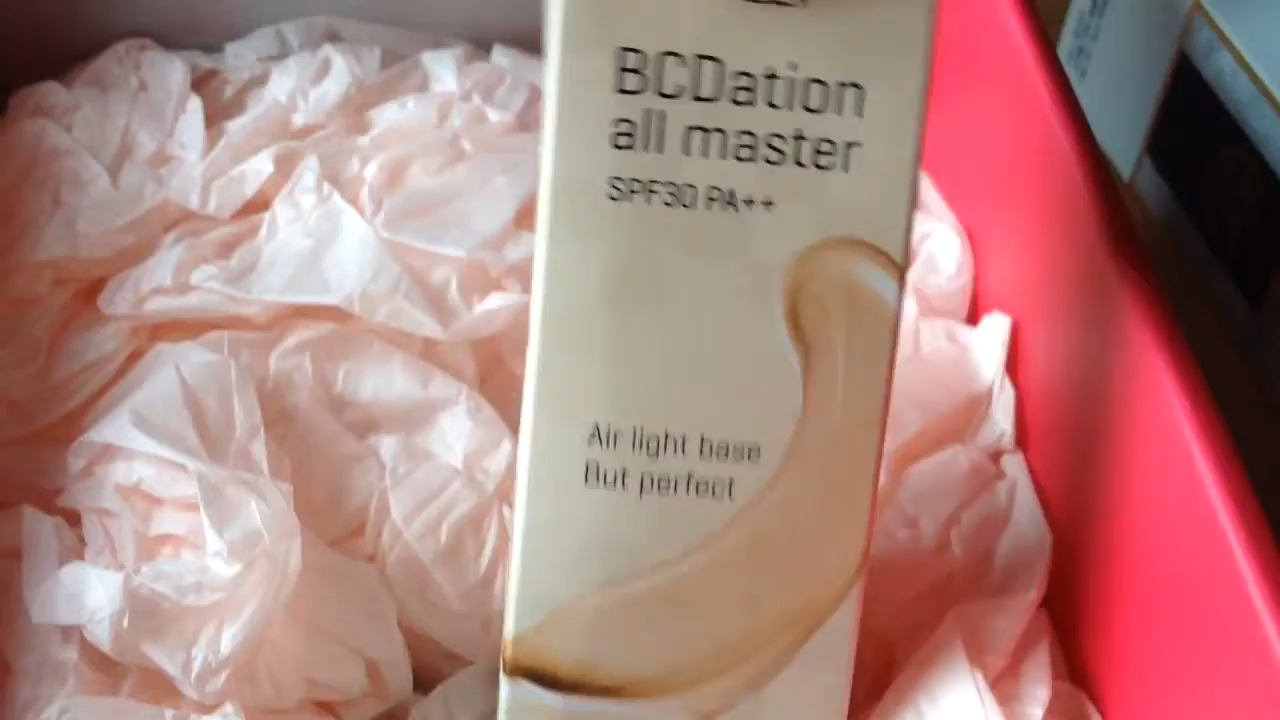 BCDation
all master
SPF30 PA++
Air light base
But perfect